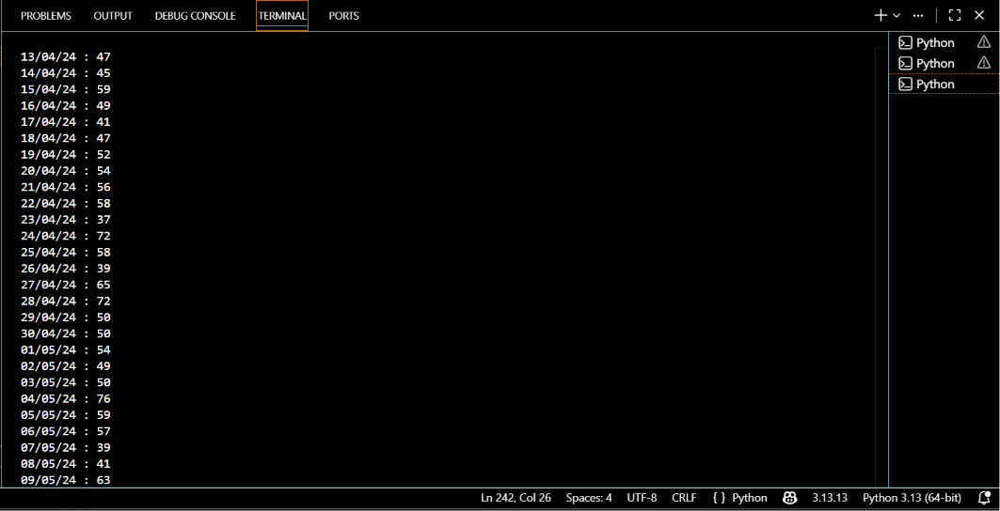 PROBLEMS OUTPUT DEBUG CONSOLE TERMINAL PORTS
13/04/24 : 47
14/04/24 : 45
15/04/24 : 59
16/04/24 : 49
17/04/24 : 41
18/04/24 : 47
19/04/24 : 52
20/04/24 : 54
21/04/24 : 56
22/04/24 : 58
23/04/24 : 37
24/04/24 : 72
25/04/24 : 58
26/04/24 : 39
27/04/24 : 65
28/04/24 : 72
29/04/24 : 50
30/04/24 : 50
01/05/24 : 54
02/05/24 : 49
03/05/24 : 50
04/05/24 : 76
05/05/24 : 59
06/05/24 : 57
07/05/24 : 39
08/05/24 : 41
09/05/24 : 63
Python
Python
Python
Ln 242, Col 26 Spaces: 4 UTF-8 CRLF { } Python 3.13.13 Python 3.13 (64-bit)